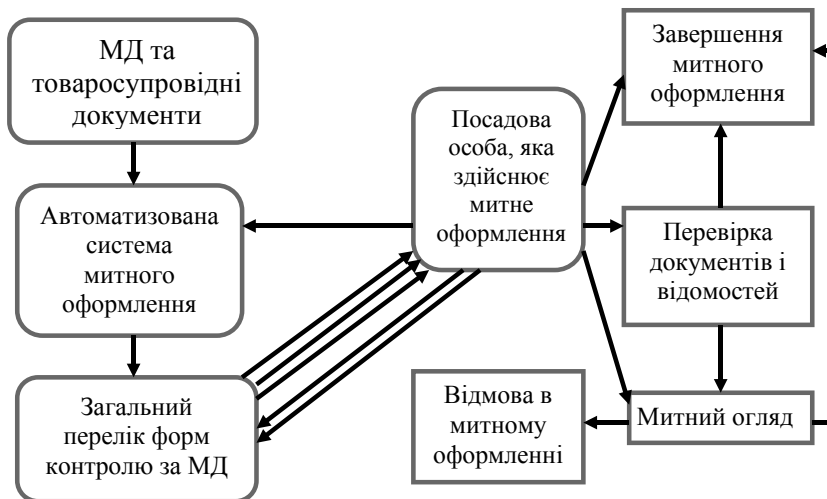 МД та
товаросупровідні
документи
Автоматизована
система
митного
оформлення
Загальний
перелік форм
контролю за МД
Посадова
особа, яка
здійснює
митне
оформлення
Відмова в
митному
оформленні
Завершення
митного
оформлення
Перевірка
документів і
відомостей
Митний огляд